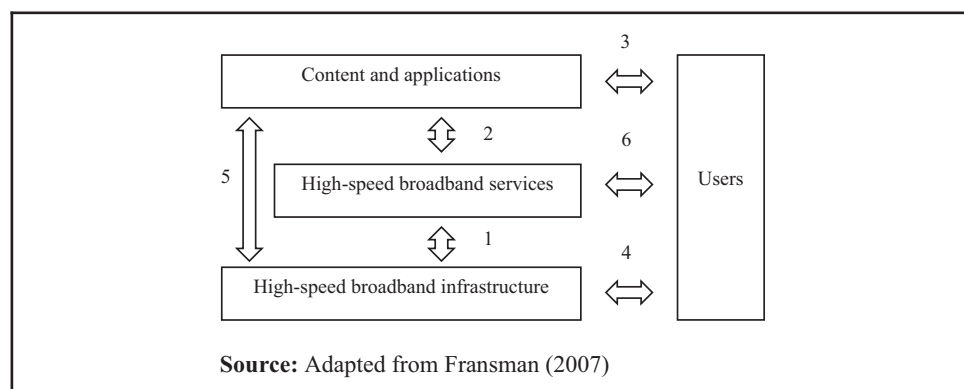 3
Content and applications
2
6
5
High-speed broadband services
Users
1
4
High-speed broadband infrastructure
Source: Adapted from Fransman (2007)